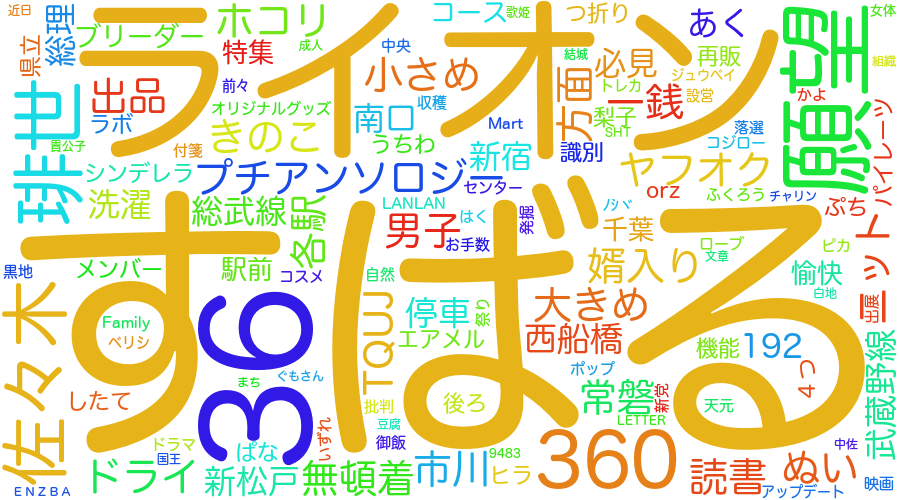 近日
ライオン
ホコリ
コース
歌姫
つ折り
あく
女体
総理
ブリーダー
成人
再販
県立
特集
中央
結城
必見
ジュウベイ
組織
願望
小さめ
方面
トレカ
設営
かよ
前々
出品
オリジナルグッズ
収穫
一銭
ラボ
南口
Mart
梨子
SHT
落選
パイレーツ
青公子
きのこ
うちわ
コジロー
付箋
新宿
識別
琲世
シンデレラ
プチアンソロジー
ヤフオク
センター
orz
ふくろう
チャリン
洗濯
総武線
各駅
LANLAN
はく
発掘
ぷち
すばる
男子
お手数
千葉
ローブ
ピカ
文章
駅前
黒地
メンバー
コスメ
自然
婿入り
愉快
ニット
白地
佐々木
36
TQUJ
停車
祭り
大きめ
出展
Family
エアメル
西船橋
機能
192
武蔵野線
ベリシ
ぐもさん
ポップ
まち
4つ
したて
批判
後ろ
常磐
新党
天元
豆腐
LETTER
ドラマ
御飯
いずれ
国王
ぱな
9483
中佐
ドライ
新松戸
無頓着
市川
ヒラ
360
読書
ぬい
映画
ENZBA
アップデート